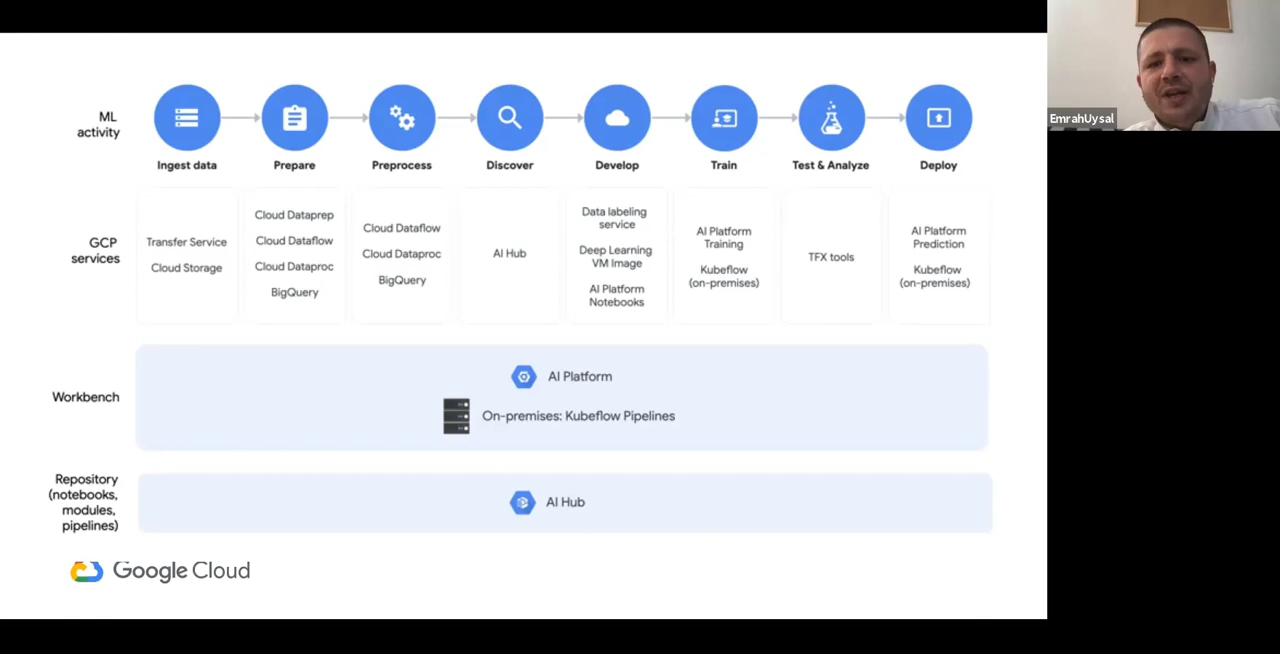 ML
activity
Ingest data
Prepare
Preprocess
Discover
Develop
Train
Test & Analyze
Deploy
GCP
services
Transfer Service
Cloud Storage
Cloud Dataprep
Cloud Dataflow
Cloud Dataproc
BigQuery
Cloud Dataflow
Cloud Dataproc
BigQuery
AI Hub
Data labeling
service
Deep Learning
VM Image
AI Platform
Notebooks
AI Platform
Training
Kubeflow
(on-premises)
TFX tools
AI Platform
Prediction
Kubeflow
(on-premises)
Workbench
AI Platform
On-premises: Kubeflow Pipelines
Repository
(notebooks,
modules,
pipelines)
AI Hub
Google Cloud
EmrahUysal